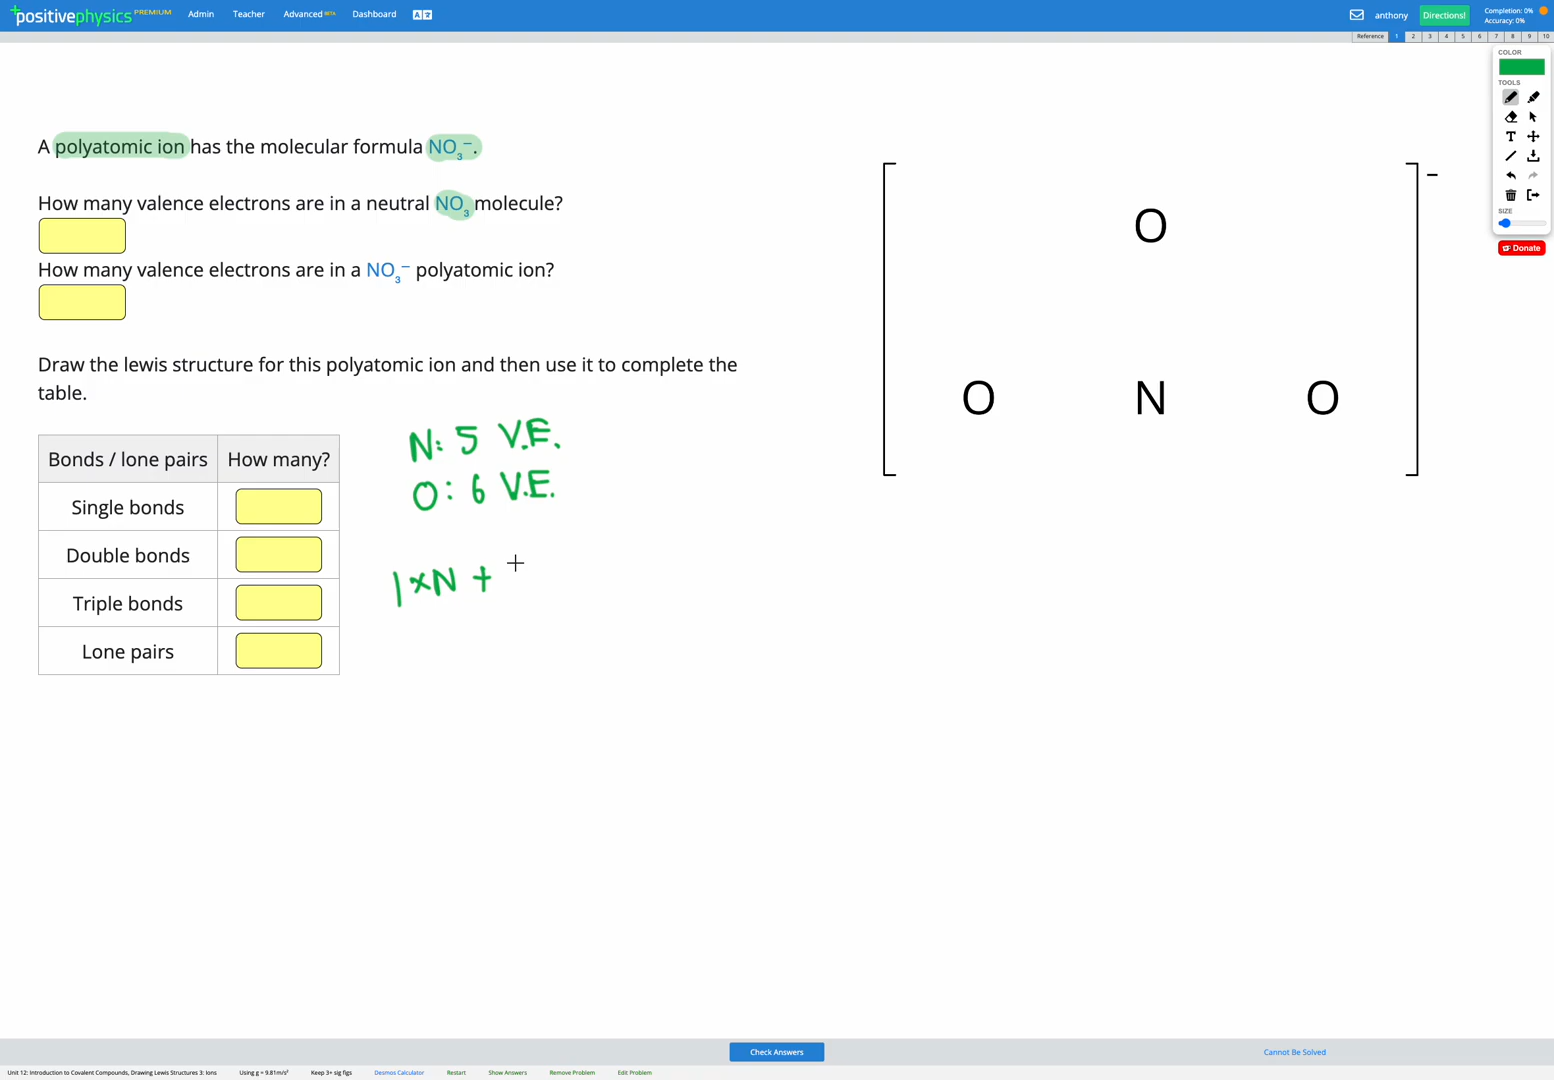 +positivephysics PREMIUM Admin Teacher Advanced BETA Dashboard A anthony Directions! Completion: 0%
Accuracy: 0%
Reference 1 2 3 4 5 6 7 8 9 10
COLOR
TOOLS
T
SIZE
Donate
A polyatomic ion has the molecular formula NO₃⁻.
How many valence electrons are in a neutral NO₃ molecule?
How many valence electrons are in a NO₃⁻ polyatomic ion?
Draw the lewis structure for this polyatomic ion and then use it to complete the
table.
Bonds / lone pairs How many?
Single bonds
Double bonds
Triple bonds
Lone pairs
N: 5 V.E.
O: 6 V.E.
1×N +
O
O N O
−
Check Answers Cannot Be Solved
Unit 12: Introduction to Covalent Compounds, Drawing Lewis Structures 3: Ions Using g = 9.81m/s² Keep 3+ sig figs Desmos Calculator Restart Show Answers Remove Problem Edit Problem